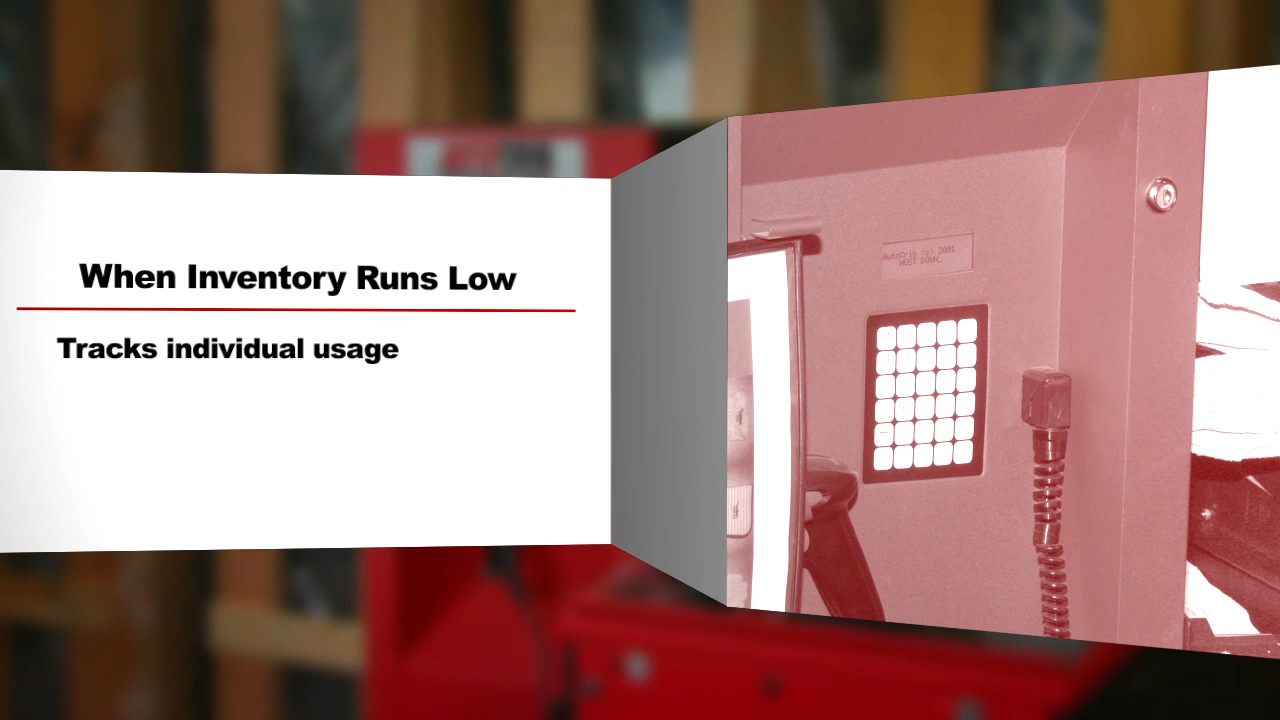 When Inventory Runs Low
Tracks individual usage
AutoCrib (c) 2001
HOST DOWN_